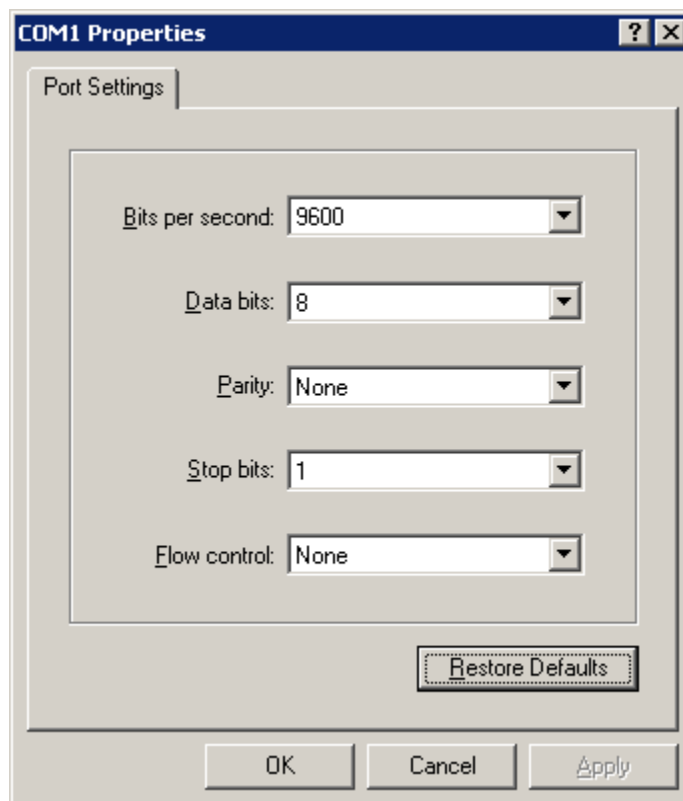 COM1 Properties
Port Settings
Bits per second: 9600
Data bits: 8
Parity: None
Stop bits: 1
Flow control: None
Restore Defaults
OK Cancel Apply